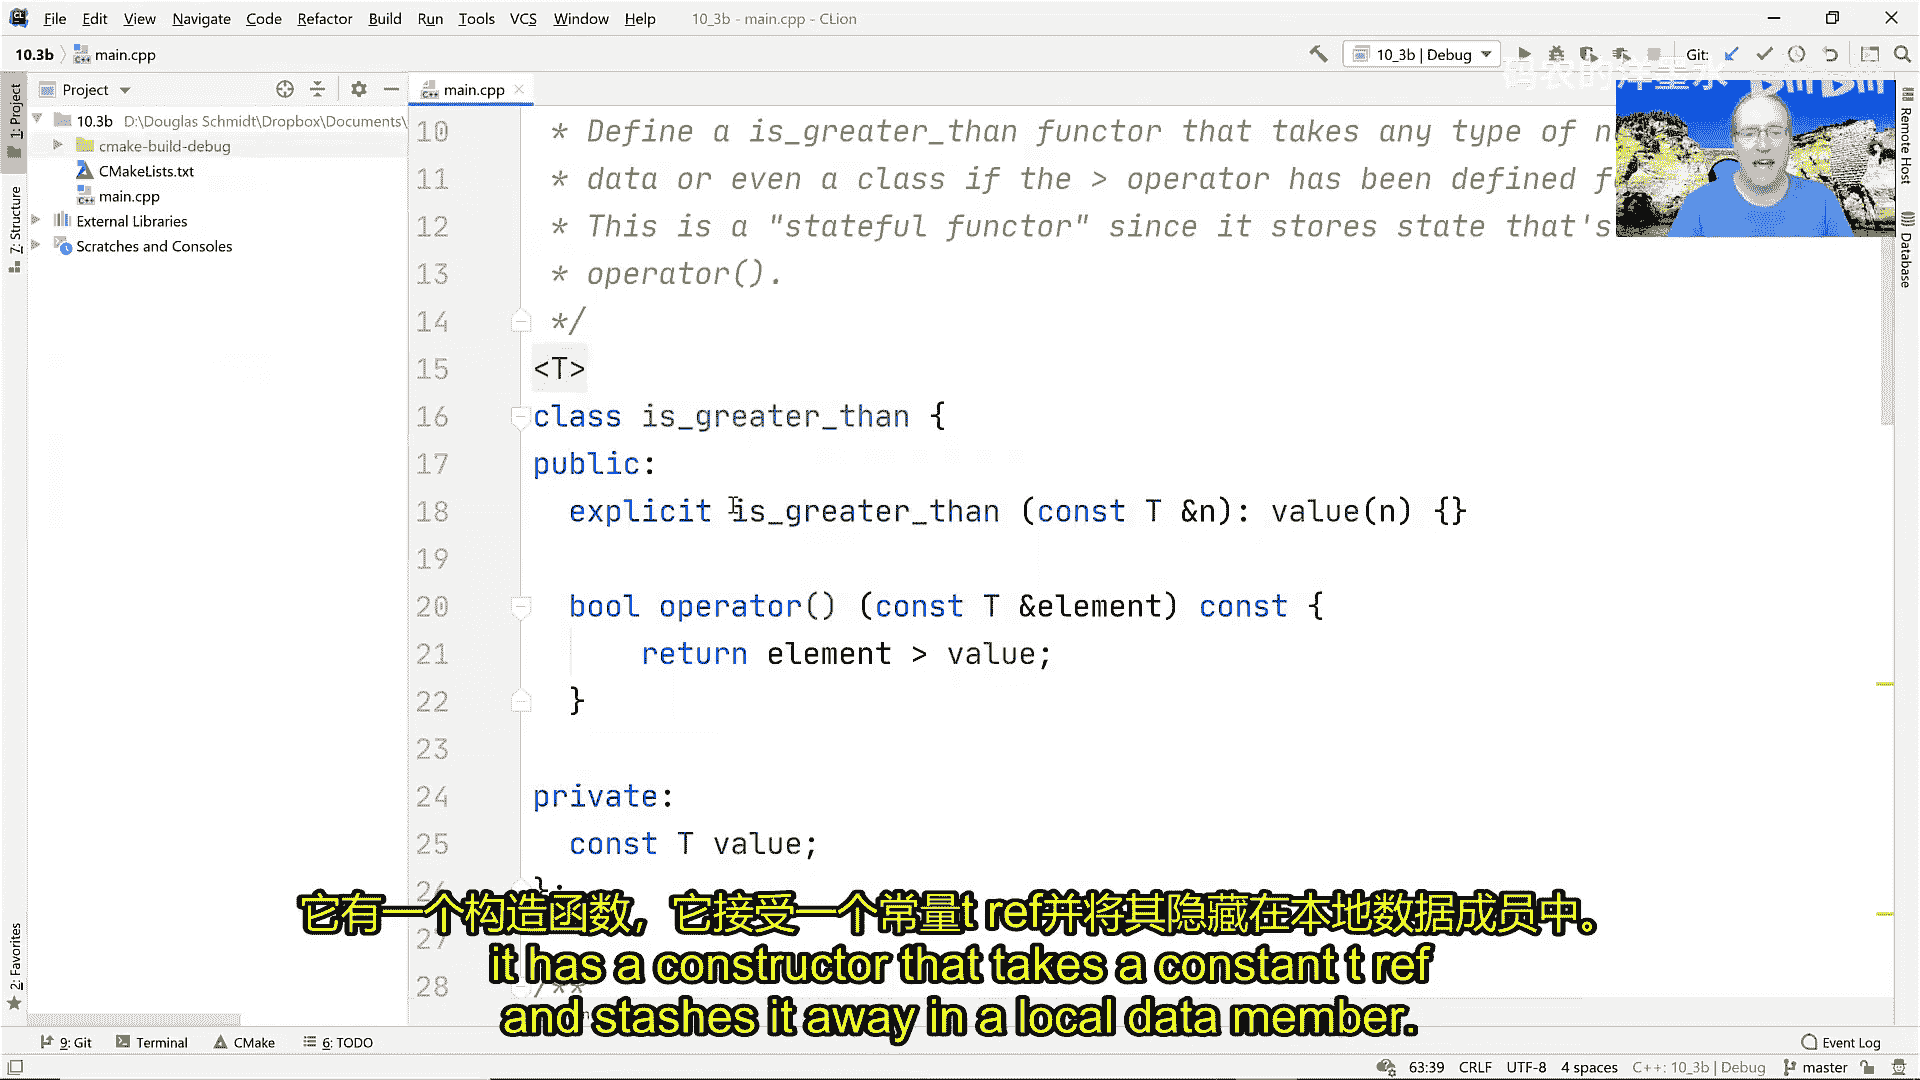 File Edit View Navigate Code Refactor Build Run Tools VCS Window Help 10_3b - main.cpp - CLion
10.3b main.cpp 10_3b | Debug Git:
Project main.cpp
1: Project
7: Structure
2: Favorites
Remote Host
Database
10.3b D:\Douglas Schmidt\Dropbox\Documents\
cmake-build-debug
CMakeLists.txt
main.cpp
External Libraries
Scratches and Consoles
10 * Define a is_greater_than functor that takes any type of n
11 * data or even a class if the > operator has been defined f
12 * This is a "stateful functor" since it stores state that's
13 * operator().
14 */
15 <T>
16 class is_greater_than {
17 public:
18 explicit is_greater_than (const T &n): value(n) {}
19
20 bool operator() (const T &element) const {
21 return element > value;
22 }
23
24 private:
25 const T value;
26 };
27
28 /**
它有一个构造函数，它接受一个常量t ref并将其隐藏在本地数据成员中。
it has a constructor that takes a constant t ref
and stashes it away in a local data member.
9: Git Terminal CMake 6: TODO Event Log
63:39 CRLF UTF-8 4 spaces C++: 10_3b | Debug master